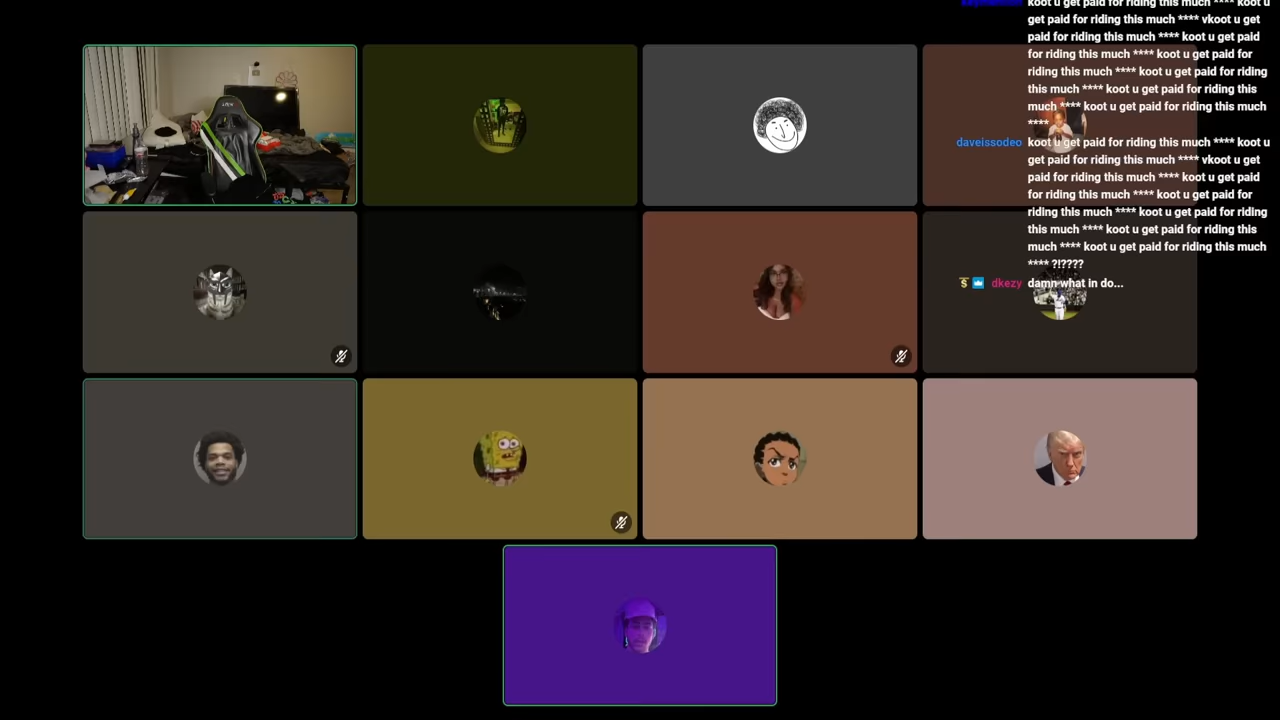 koot u get paid for riding this much **** koot u
get paid for riding this much **** vkoot u get
paid for riding this much **** koot u get paid
for riding this much **** koot u get paid for
riding this much **** koot u get paid for riding
this much **** koot u get paid for riding this
much **** koot u get paid for riding this much
****
daveissodeo koot u get paid for riding this much **** koot u
get paid for riding this much **** vkoot u get
paid for riding this much **** koot u get paid
for riding this much **** koot u get paid for
riding this much **** koot u get paid for riding
this much **** koot u get paid for riding this
much **** koot u get paid for riding this much
**** ?!????
dkezy damn what in do...